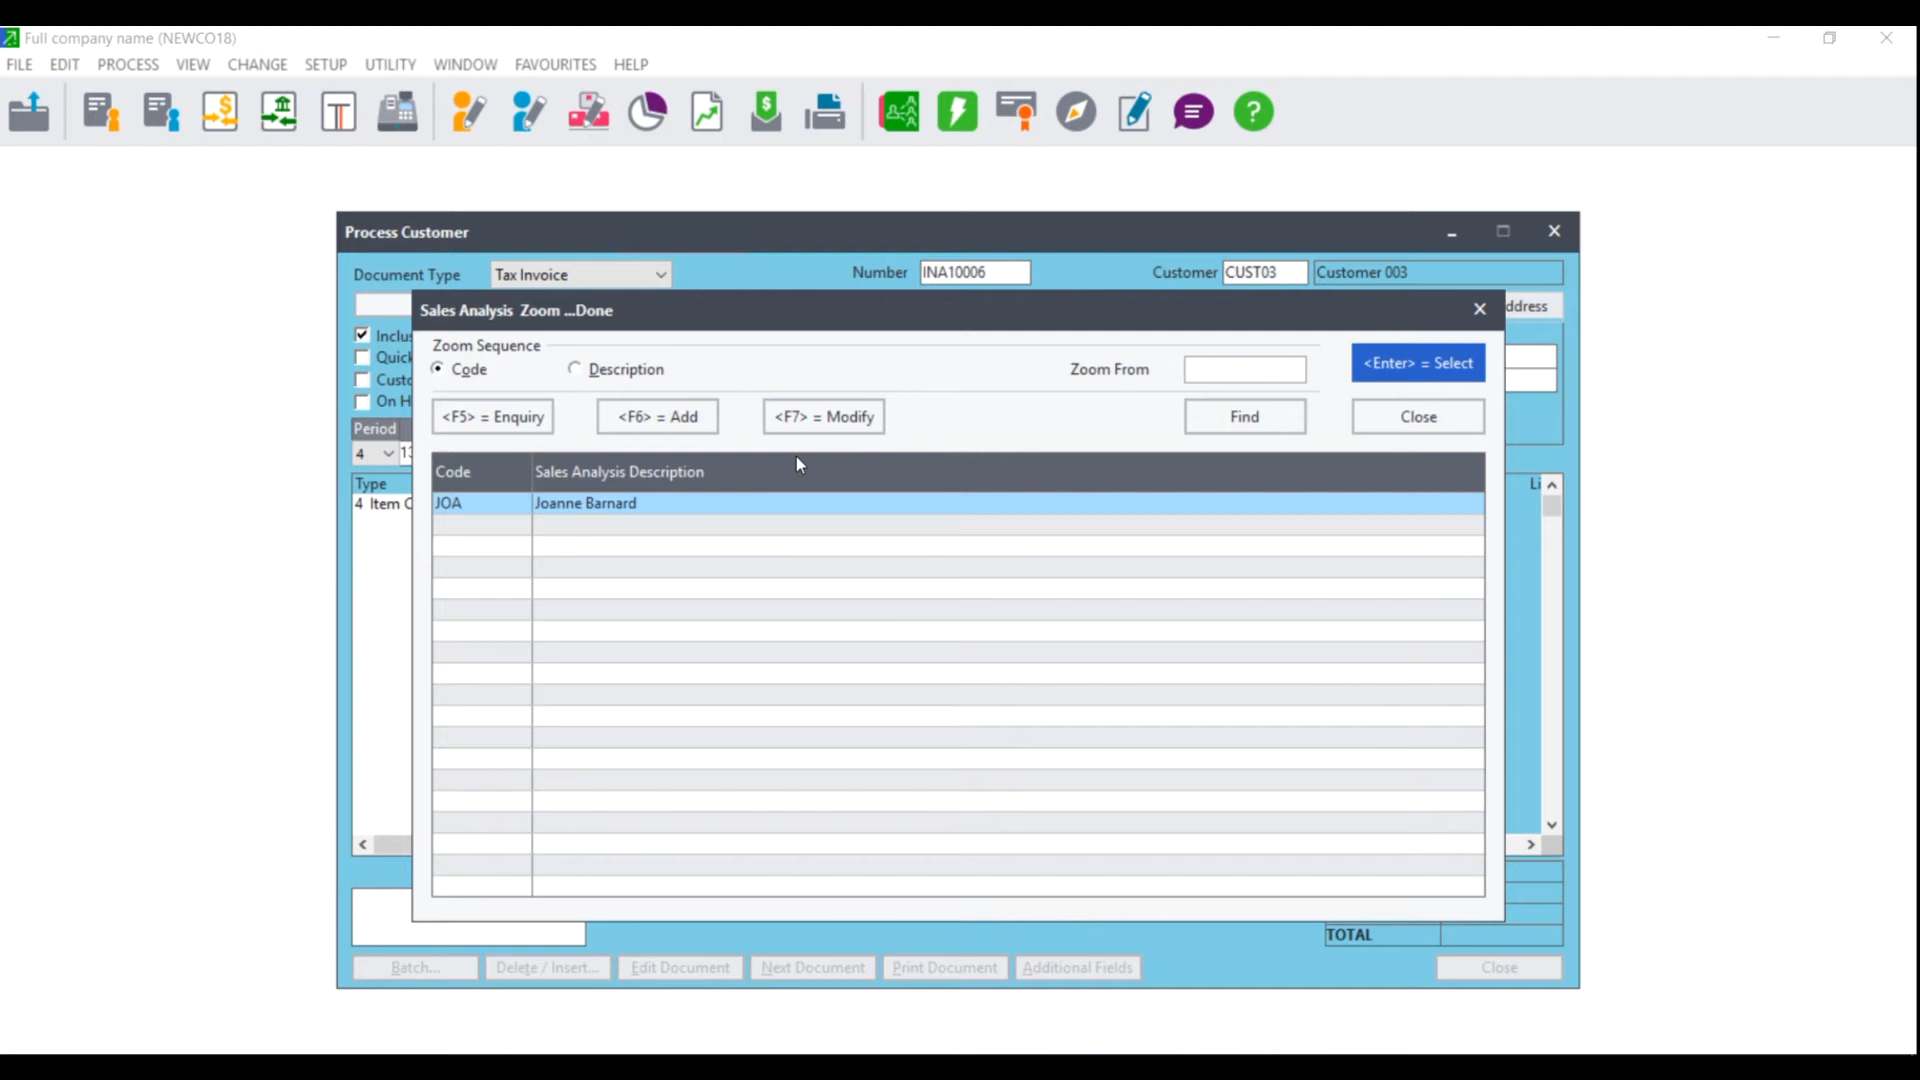 Full company name (NEWCO18)
FILE EDIT PROCESS VIEW CHANGE SETUP UTILITY WINDOW FAVOURITES HELP
Process Customer
Document Type Tax Invoice Number INA10006 Customer CUST03 Customer 003
Sales Analysis Zoom ...Done
ddress
Zoom Sequence
Inclus
Quick
Code Description Zoom From <Enter> = Select
Custo
On H
<F5> = Enquiry <F6> = Add <F7> = Modify Find Close
Period
4 13
Code Sales Analysis Description
Type Li
4 Item C JOA Joanne Barnard
TOTAL
Batch... Delete / Insert... Edit Document Next Document Print Document Additional Fields Close